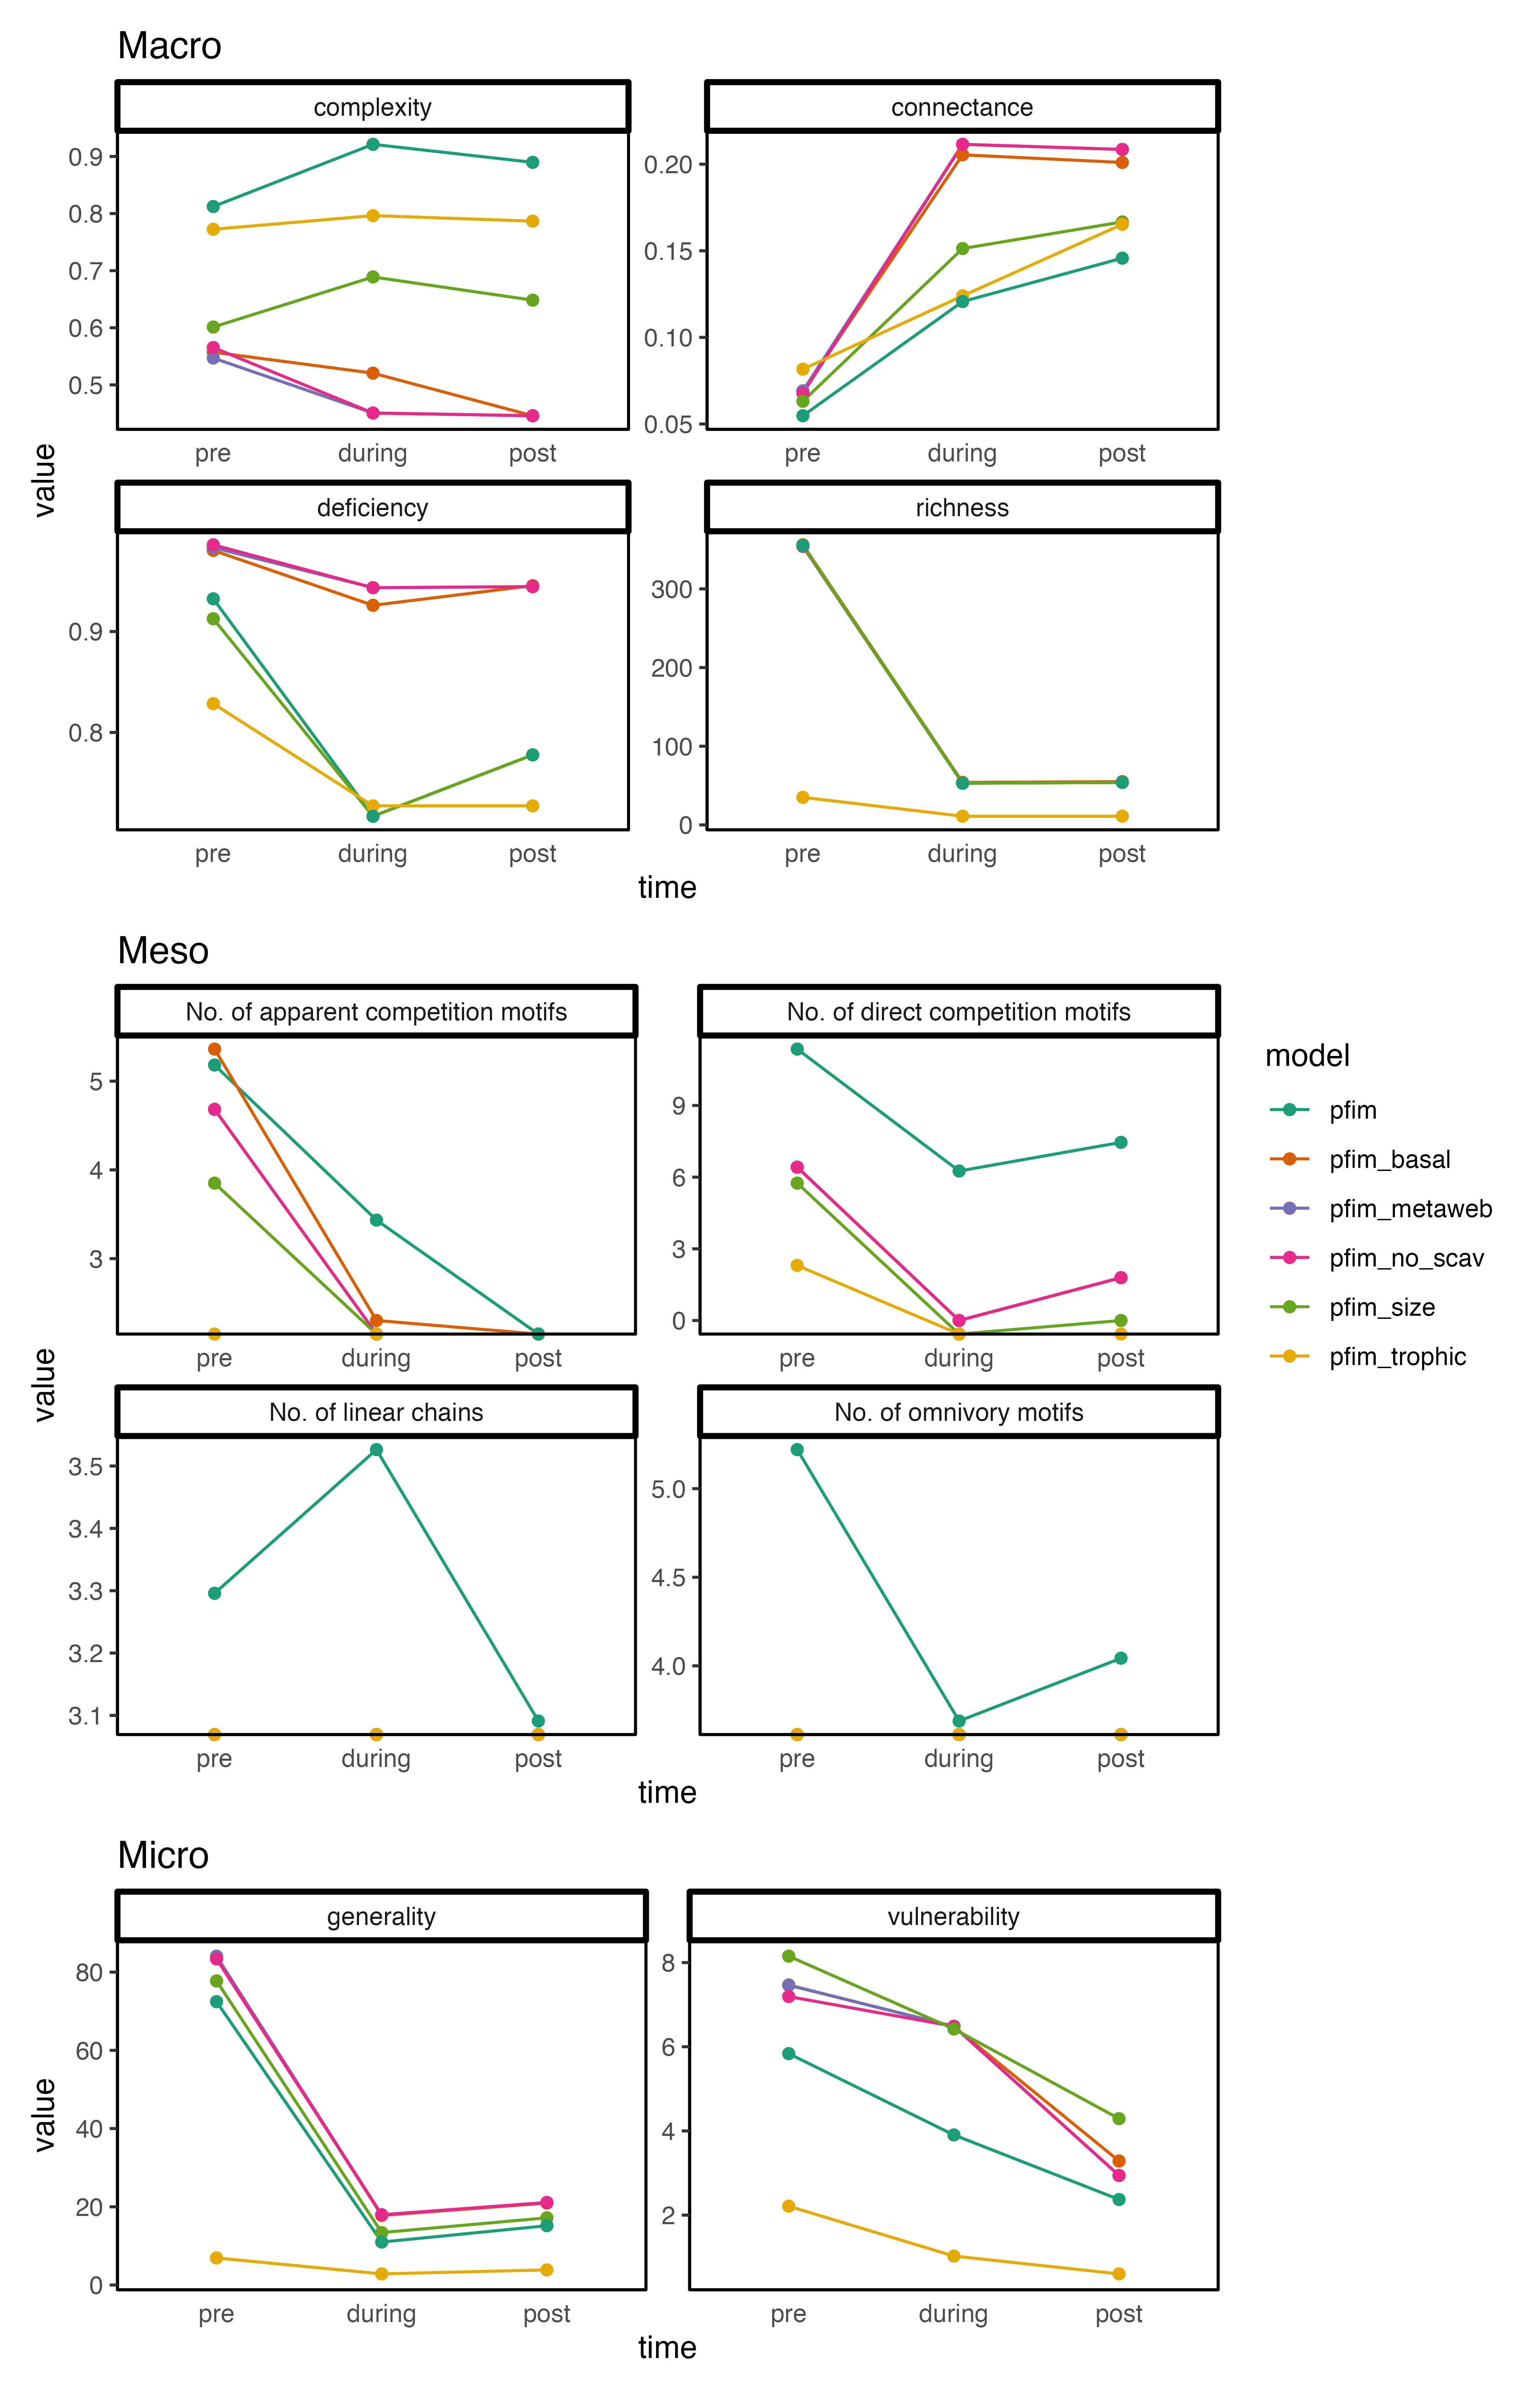 Macro
complexity
connectance
0.9
0.8
0.7
0.6
0.5
0.20
0.15
0.10
0.05
pre during post
pre during post
deficiency
richness
0.9
0.8
300
200
100
0
pre during post
pre during post
value
time
Meso
No. of apparent competition motifs
No. of direct competition motifs
5
4
3
9
6
3
0
pre during post
pre during post
No. of linear chains
No. of omnivory motifs
3.5
3.4
3.3
3.2
3.1
5.0
4.5
4.0
pre during post
pre during post
value
time
model
pfim
pfim_basal
pfim_metaweb
pfim_no_scav
pfim_size
pfim_trophic
Micro
generality
vulnerability
80
60
40
20
0
8
6
4
2
pre during post
pre during post
value
time